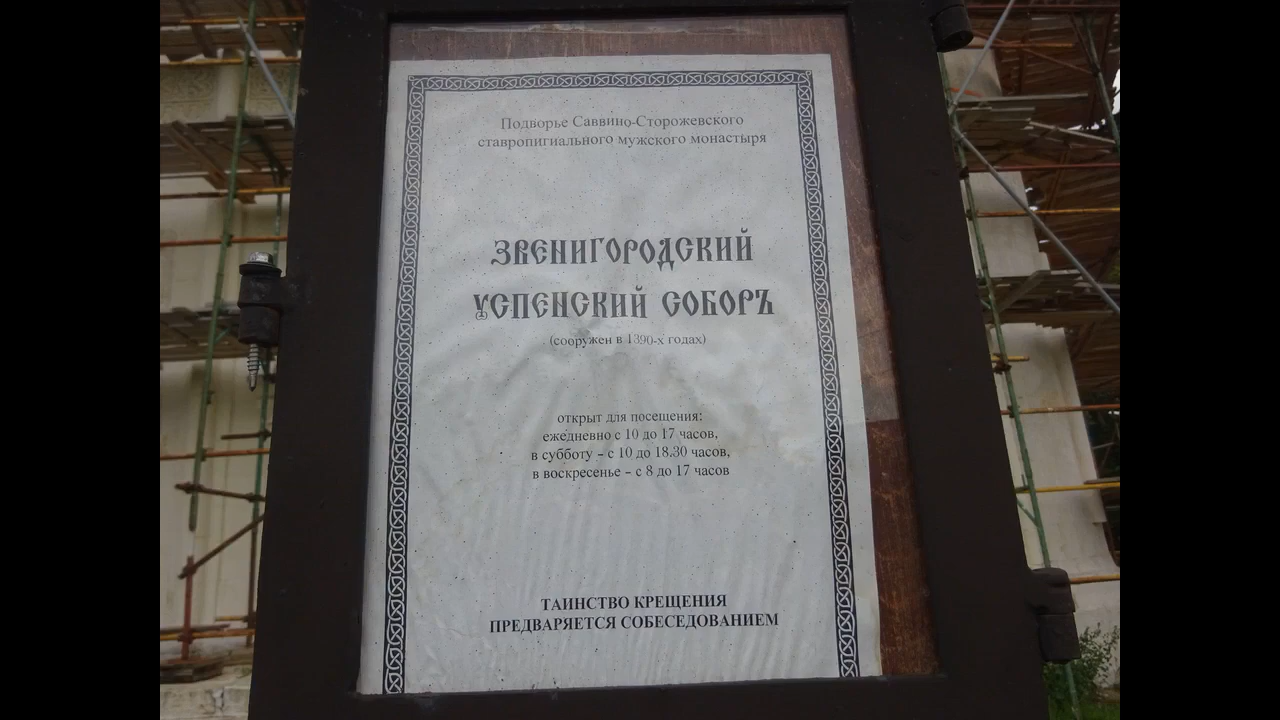 Подворье Саввино-Сторожевского
ставропигиального мужского монастыря
ЗВЕНИГОРОДСКИЙ
УСПЕНСКИЙ СОБОРЪ
(сооружен в 1390-х годах)
открыт для посещения:
ежедневно с 10 до 17 часов,
в субботу – с 10 до 18.30 часов,
в воскресенье – с 8 до 17 часов
ТАИНСТВО КРЕЩЕНИЯ
ПРЕДВАРЯЕТСЯ СОБЕСЕДОВАНИЕМ